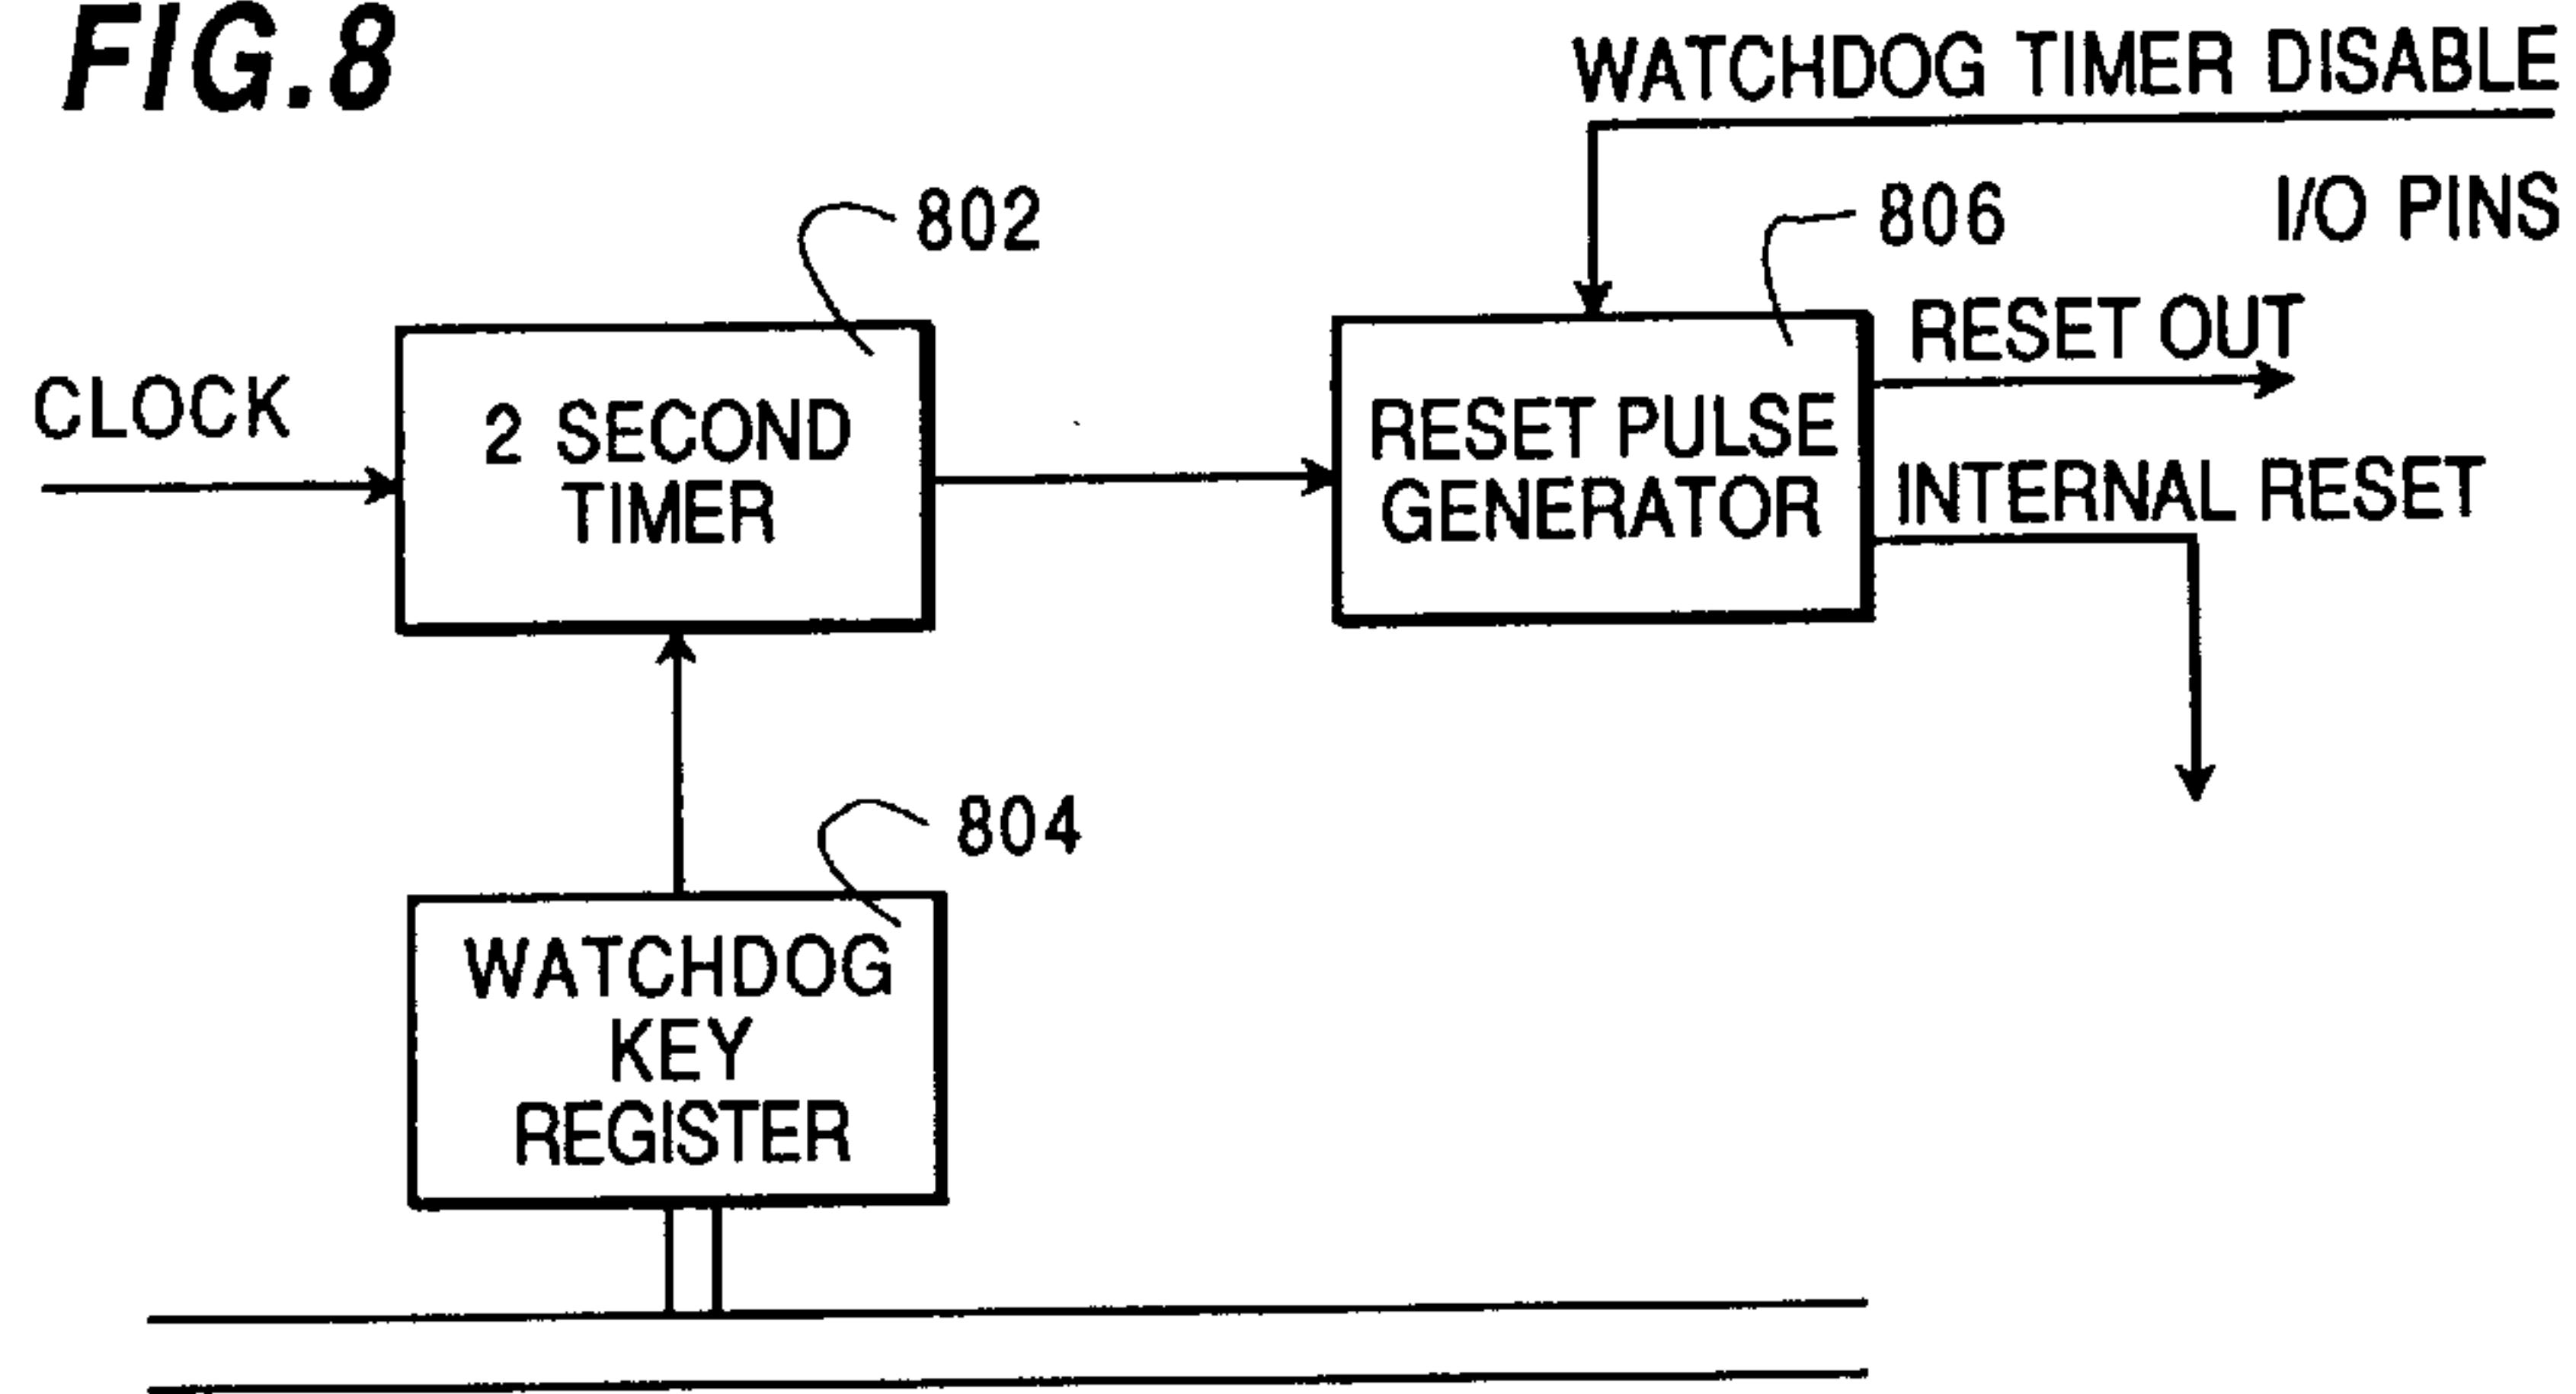 FIG.8
WATCHDOG TIMER DISABLE
I/O PINS
802
806
RESET OUT
CLOCK
2 SECOND
TIMER
RESET PULSE
GENERATOR
INTERNAL RESET
804
WATCHDOG
KEY
REGISTER